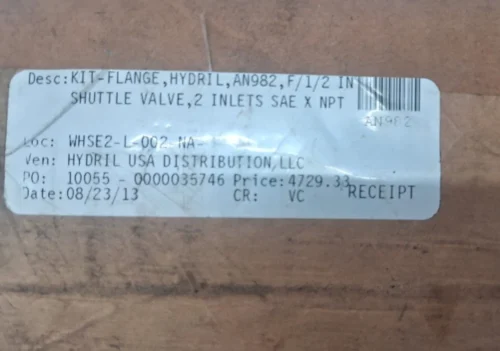 Desc:KIT-FLANGE,HYDRIL,AN982,F/1/2 IN
SHUTTLE VALVE,2 INLETS SAE X NPT
AN982
Loc: WHSE2-L-002 NA-
Ven: HYDRIL USA DISTRIBUTION,LLC
PO: 10055 - 0000035746 Price:4729.33
Date:08/23/13 CR: VC RECEIPT